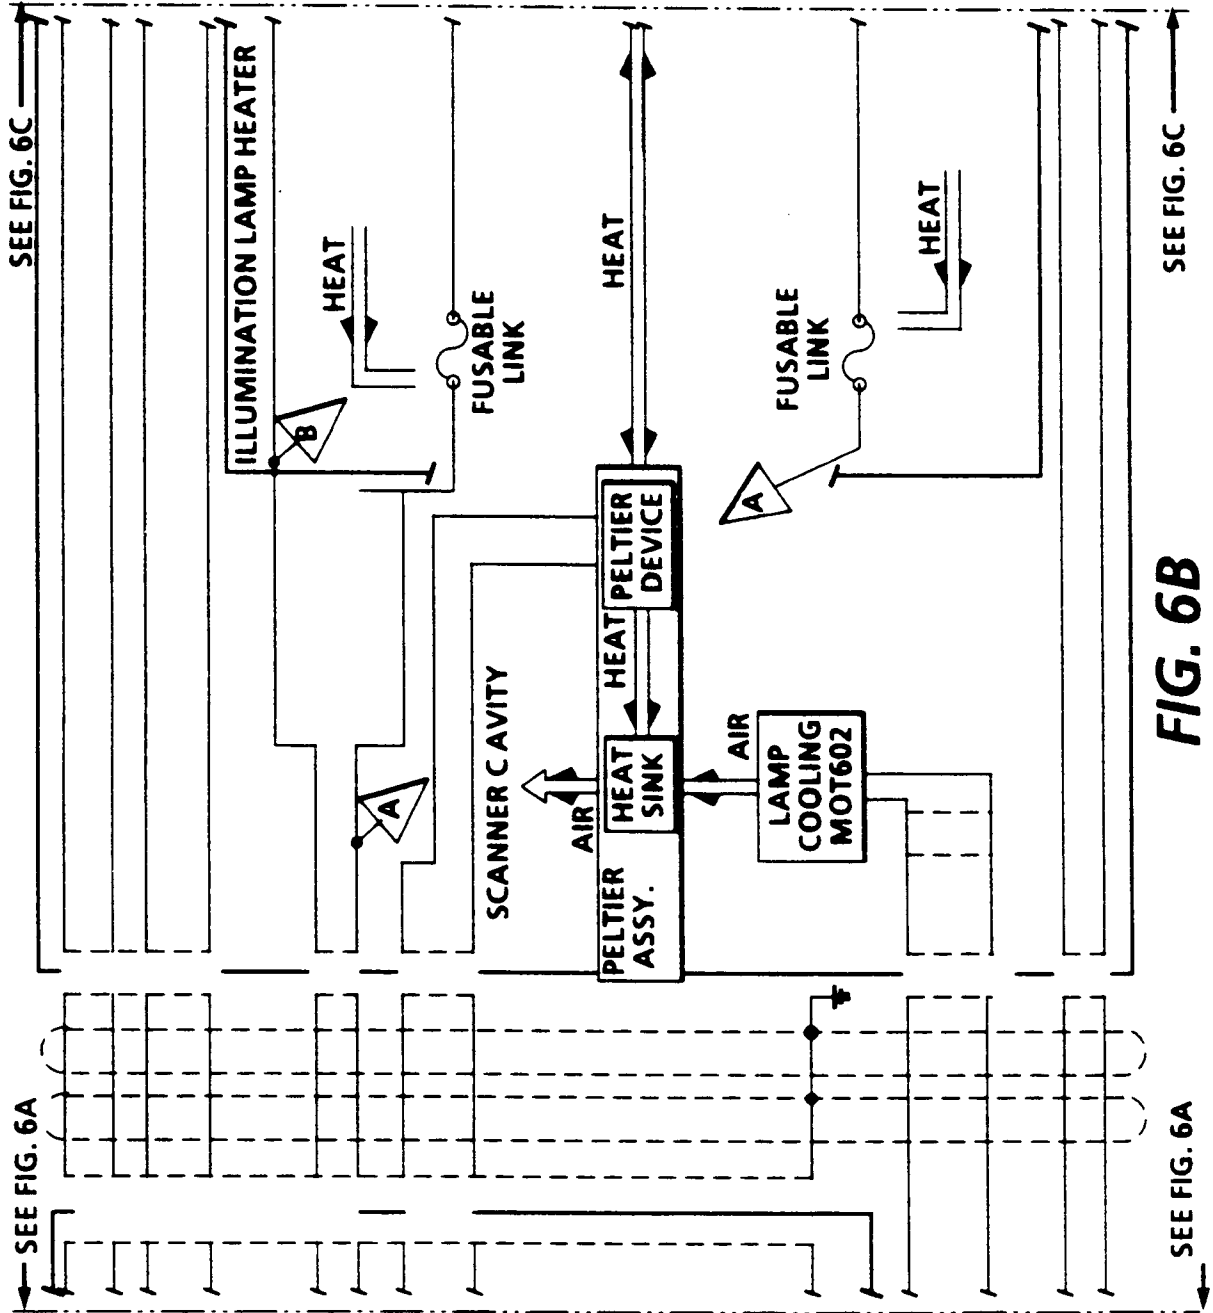 SEE FIG. 6A
SEE FIG. 6C
ILLUMINATION LAMP HEATER
B
HEAT
FUSABLE
LINK
A
SCANNER CAVITY
AIR
HEAT
HEAT
PELTIER
ASSY.
HEAT
SINK
PELTIER
DEVICE
AIR
LAMP
COOLING
MOT602
A
FUSABLE
LINK
HEAT
SEE FIG. 6A
SEE FIG. 6C
FIG. 6B